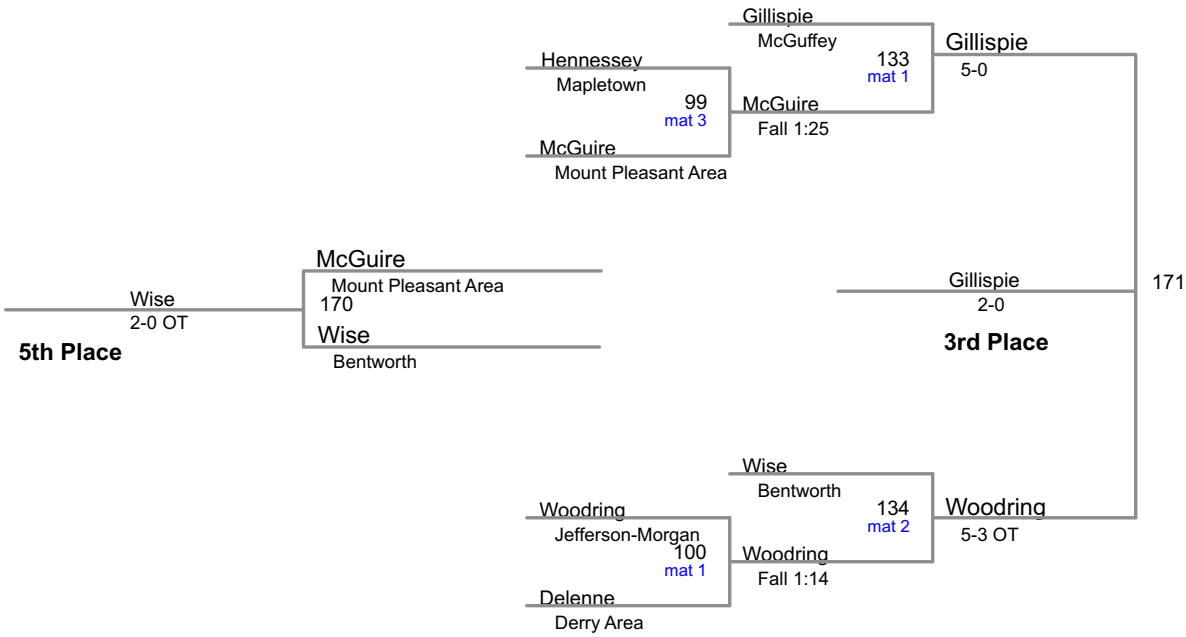 Gillispie
McGuffey
133
mat 1
Gillispie
5-0
Hennessey
Mapletown
99
mat 3
McGuire
Fall 1:25
McGuire
Mount Pleasant Area
McGuire
Mount Pleasant Area
170
Wise
2-0 OT
5th Place
Wise
Bentworth
Gillispie
2-0
3rd Place
171
Wise
Bentworth
134
mat 2
Woodring
5-3 OT
Woodring
Jefferson-Morgan
100
mat 1
Woodring
Fall 1:14
Delenne
Derry Area